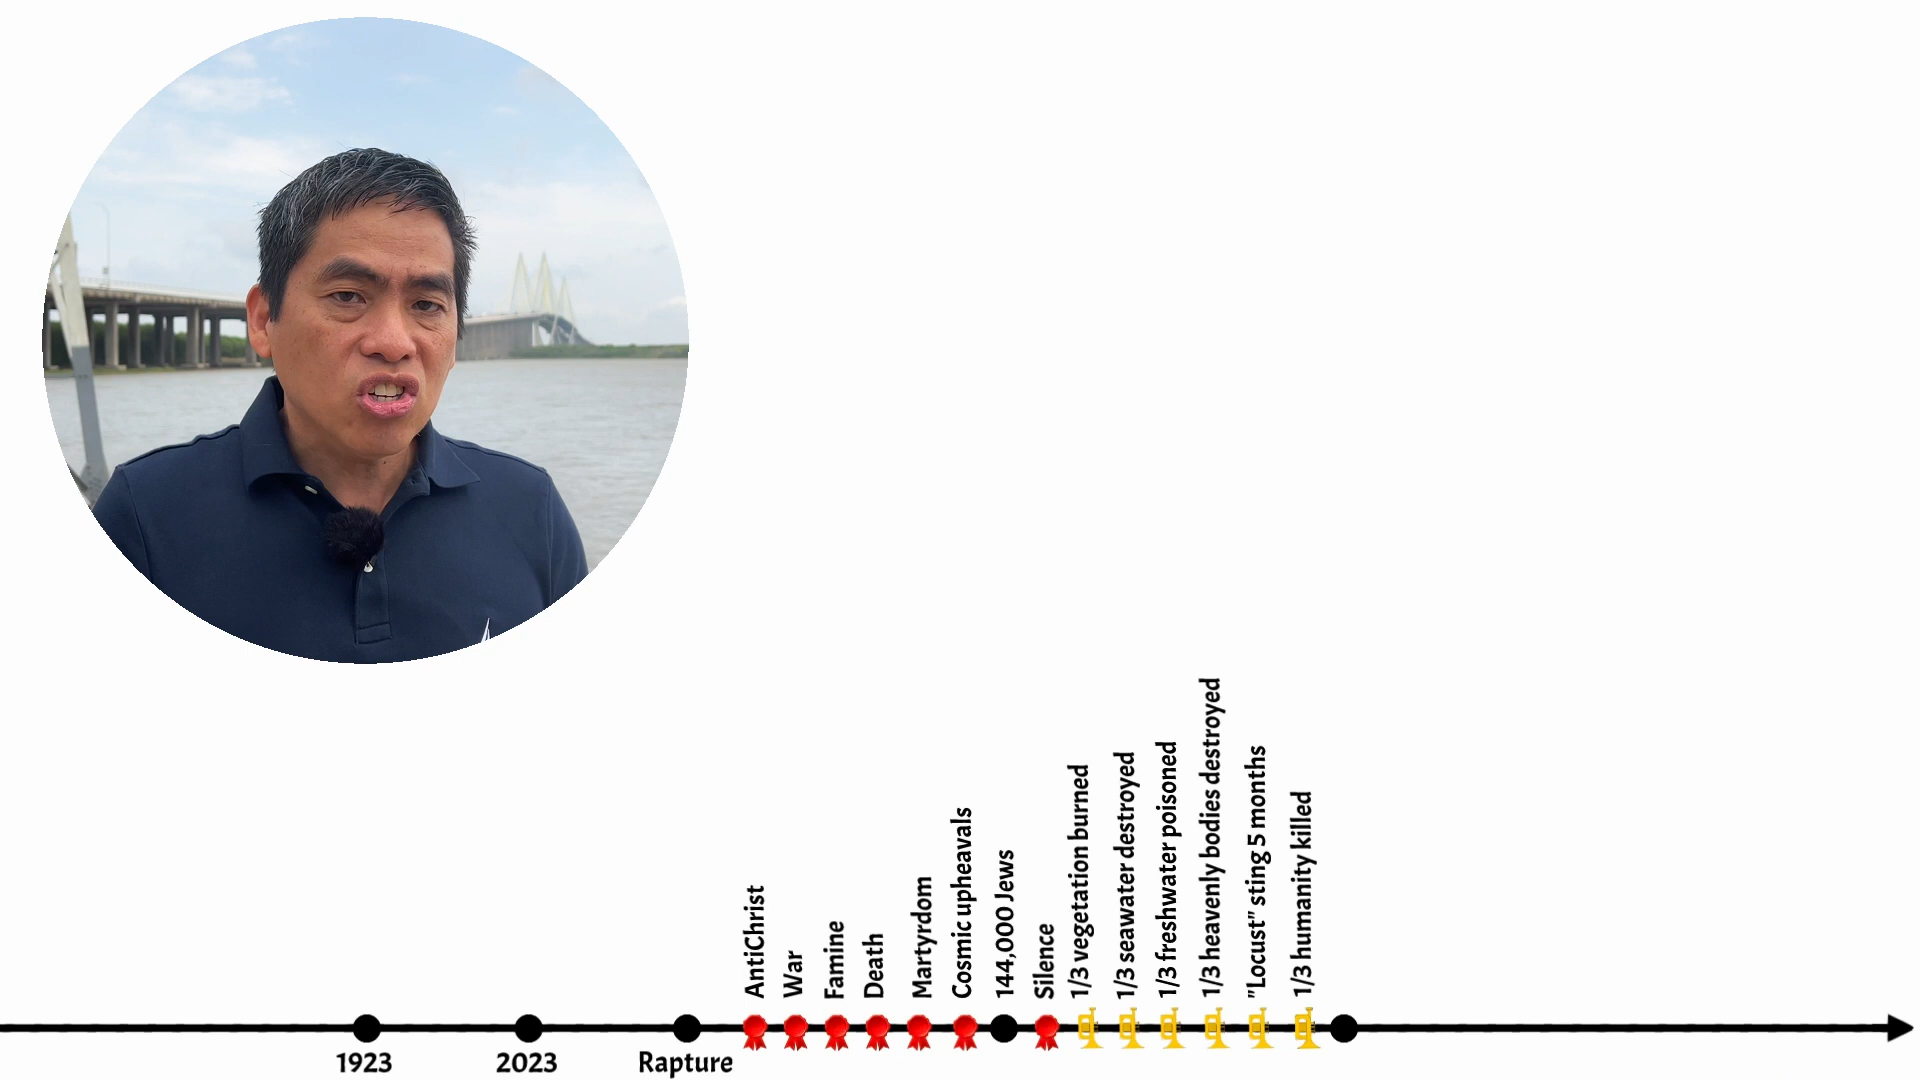 AntiChrist
War
Famine
Death
Martyrdom
Cosmic upheavals
144,000 Jews
Silence
1/3 vegetation burned
1/3 seawater destroyed
1/3 freshwater poisoned
1/3 heavenly bodies destroyed
"Locust" sting 5 months
1/3 humanity killed
1923
2023
Rapture